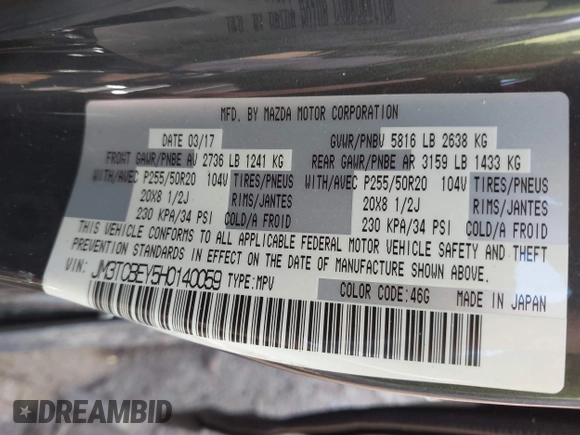 MFD. BY MAZDA MOTOR CORPORATION
DATE 03/17 GVWR/PNBV 5816 LB 2638 KG
FRONT GAWR/PNBE AV 2736 LB 1241 KG REAR GAWR/PNBE AR 3159 LB 1433 KG
WITH/AVEC P255/50R20 104V TIRES/PNEUS WITH/AVEC P255/50R20 104V TIRES/PNEUS
20X8 1/2J RIMS/JANTES 20X8 1/2J RIMS/JANTES
230 KPA/34 PSI COLD/A FROID 230 KPA/34 PSI COLD/A FROID
THIS VEHICLE CONFORMS TO ALL APPLICABLE FEDERAL MOTOR VEHICLE SAFETY AND THEFT
PREVENTION STANDARDS IN EFFECT ON THE DATE OF MANUFACTURE SHOWN ABOVE.
VIN: JM3TCBEY5H0140059 TYPE:MPV COLOR CODE:46G MADE IN JAPAN
DREAMBID